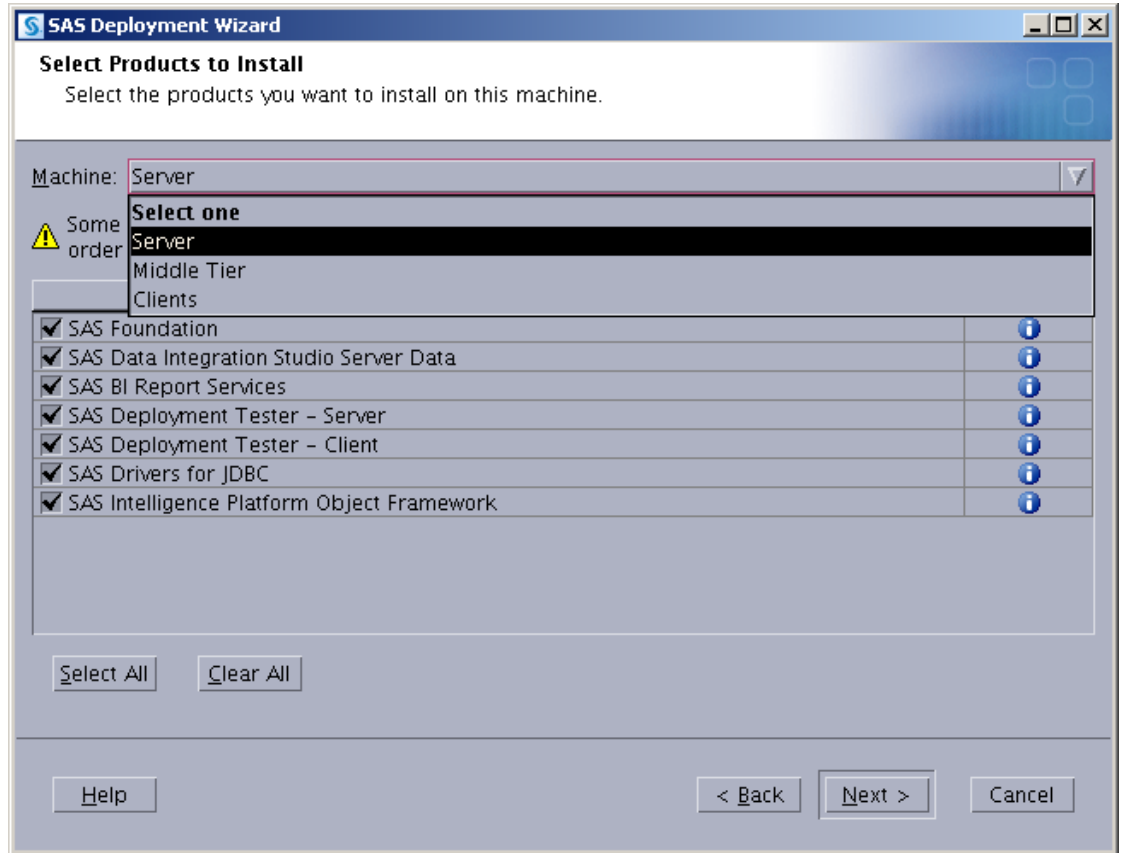 SAS Deployment Wizard
Select Products to Install
Select the products you want to install on this machine.
Machine: Server
Select one
Some
Server
order
Middle Tier
Clients
SAS Foundation
SAS Data Integration Studio Server Data
SAS BI Report Services
SAS Deployment Tester – Server
SAS Deployment Tester – Client
SAS Drivers for JDBC
SAS Intelligence Platform Object Framework
Select All Clear All
Help < Back Next > Cancel